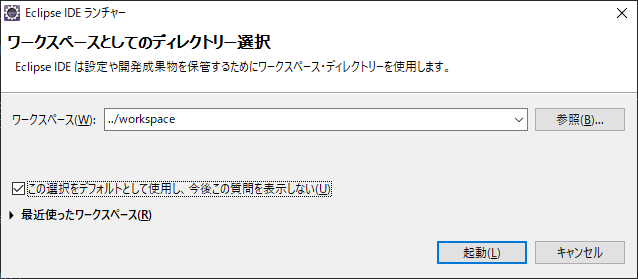 Eclipse IDE ランチャー
ワークスペースとしてのディレクトリー選択
Eclipse IDE は設定や開発成果物を保管するためにワークスペース・ディレクトリーを使用します。
ワークスペース(W): ../workspace 参照(B)...
この選択をデフォルトとして使用し、今後この質問を表示しない(U)
最近使ったワークスペース(R)
起動(L) キャンセル